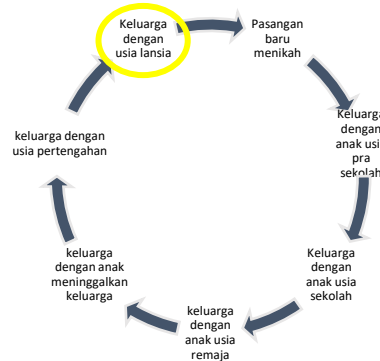 Keluarga
dengan
usia lansia
Pasangan
baru
menikah
Keluarga
dengan
anak usia
pra
sekolah
Keluarga
dengan
anak usia
sekolah
keluarga
dengan
anak usia
remaja
keluarga
dengan anak
meninggalkan
keluarga
keluarga dengan
usia pertengahan